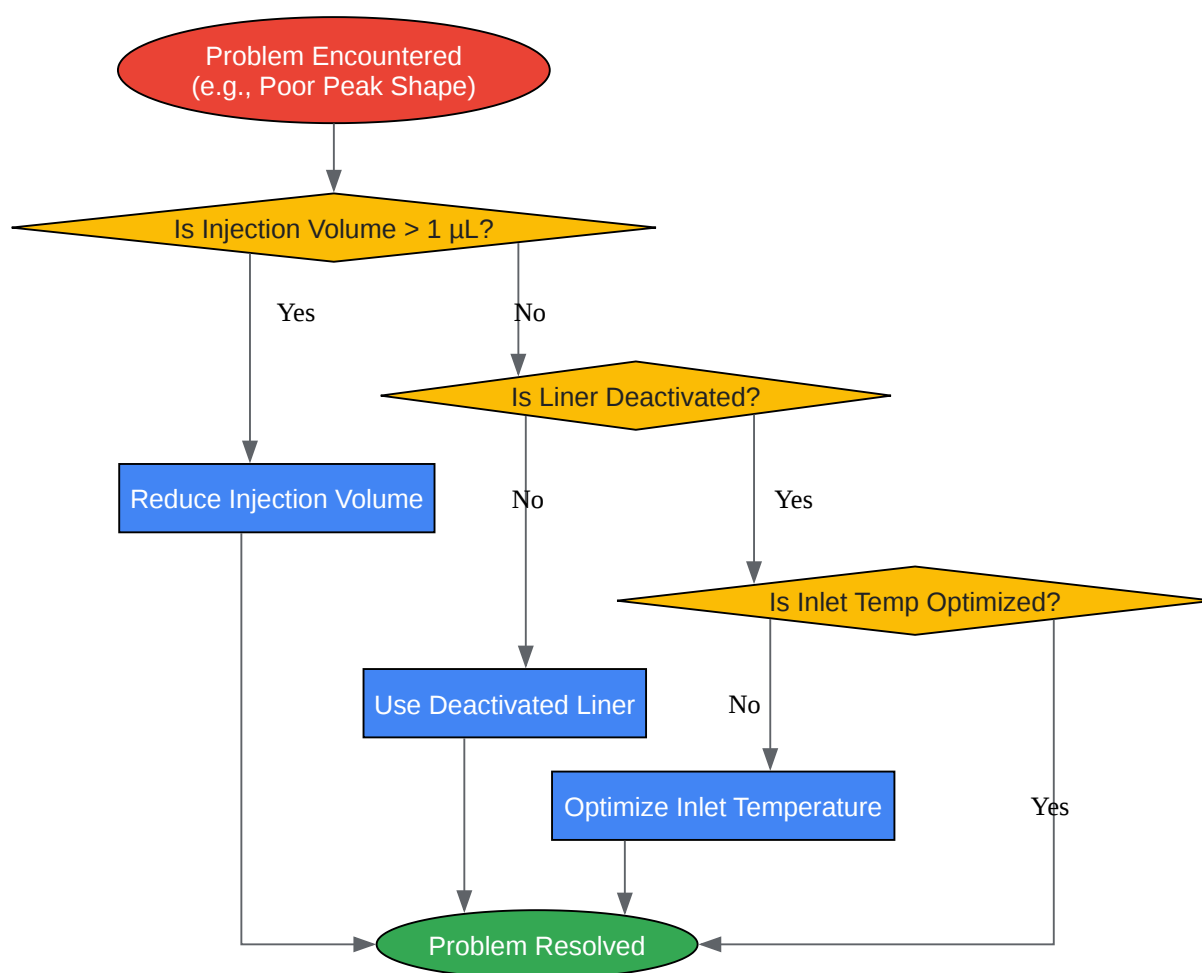 Problem Encountered
(e.g., Poor Peak Shape)
Is Injection Volume > 1 µL?
Yes
No
Is Liner Deactivated?
Reduce Injection Volume
No
Yes
Is Inlet Temp Optimized?
Use Deactivated Liner
No
Optimize Inlet Temperature
Yes
Problem Resolved